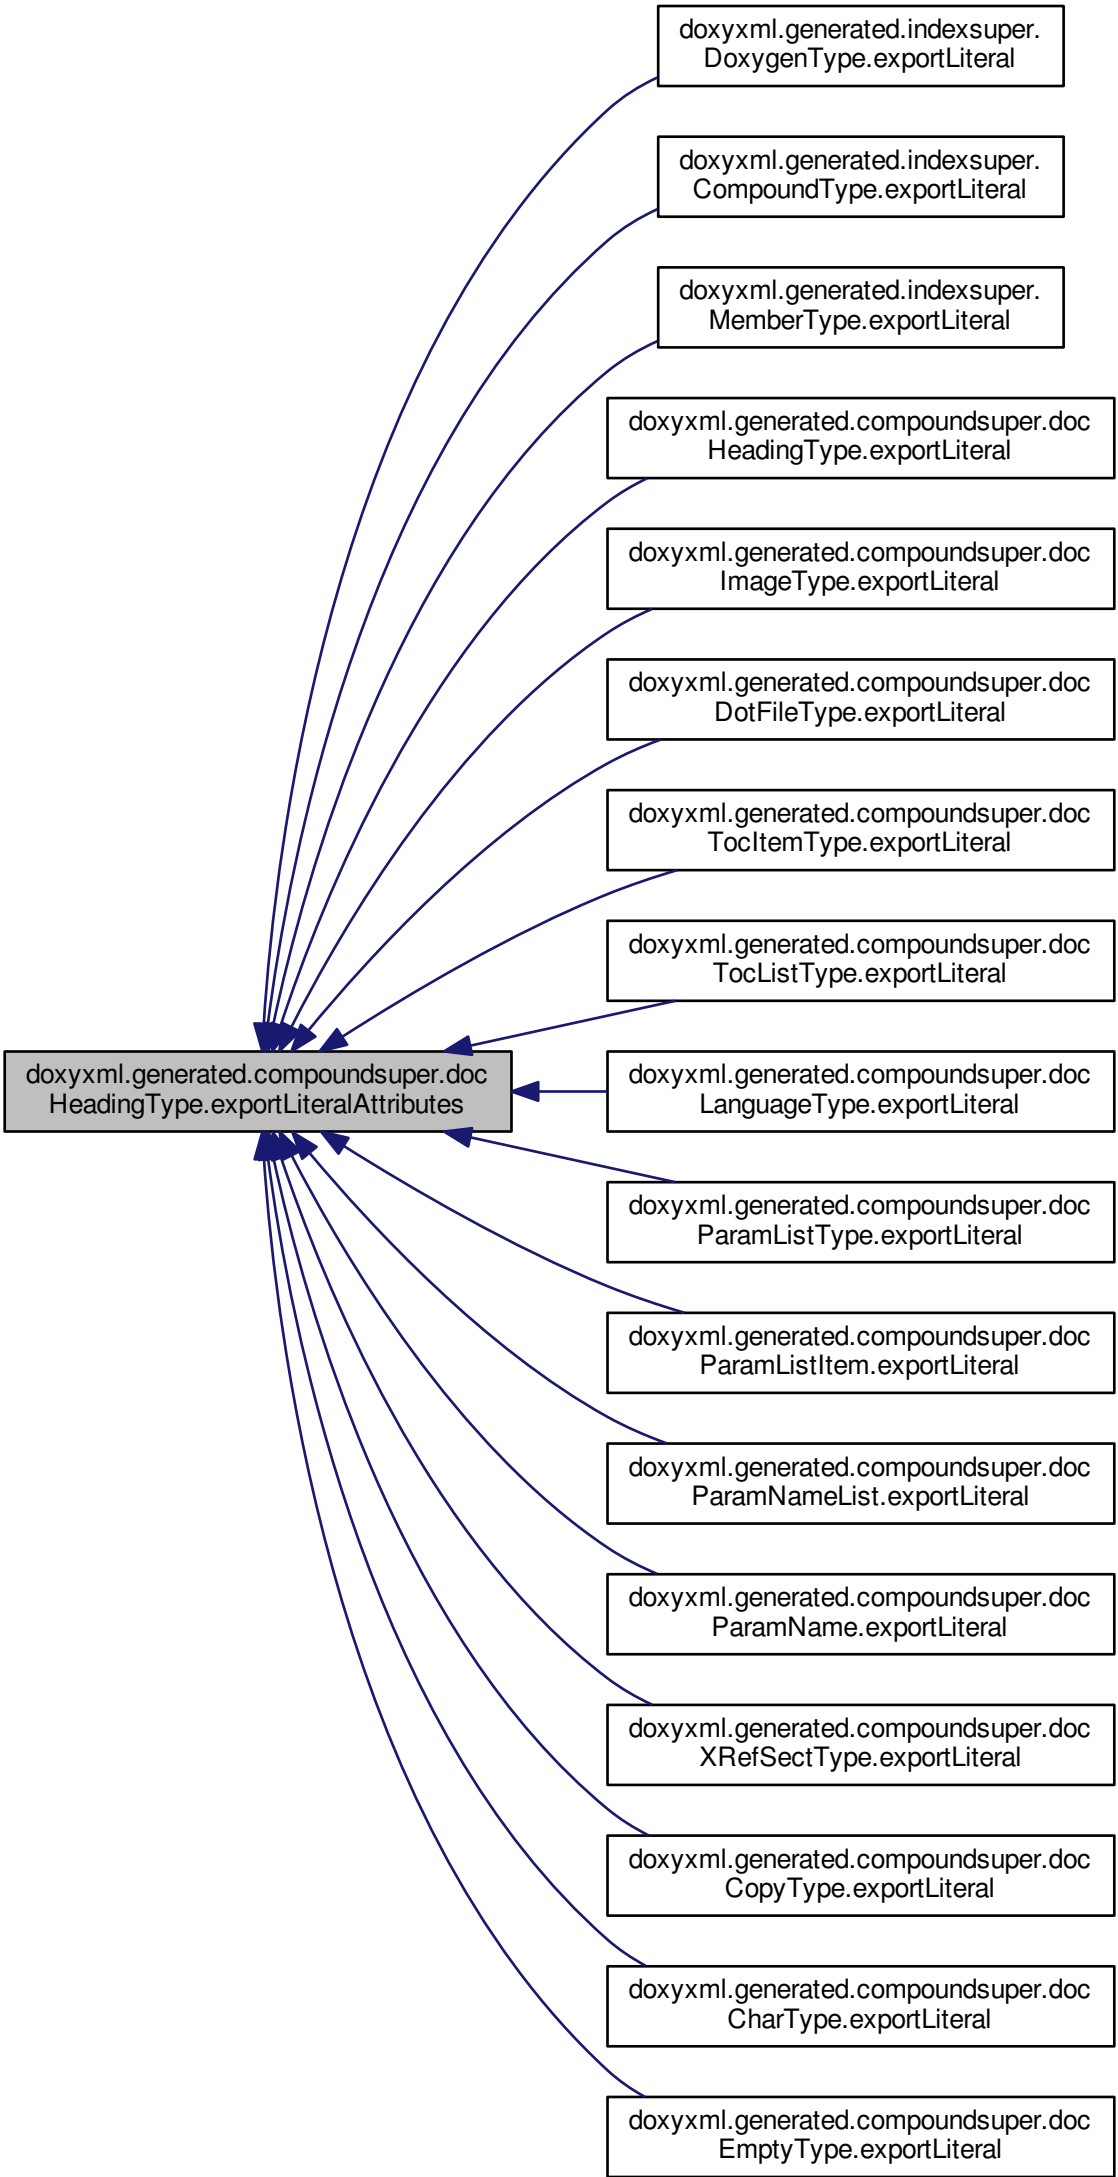 doxyxml.generated.indexsuper.
DoxygenType.exportLiteral
doxyxml.generated.indexsuper.
CompoundType.exportLiteral
doxyxml.generated.indexsuper.
MemberType.exportLiteral
doxyxml.generated.compoundsuper.doc
HeadingType.exportLiteral
doxyxml.generated.compoundsuper.doc
ImageType.exportLiteral
doxyxml.generated.compoundsuper.doc
DotFileType.exportLiteral
doxyxml.generated.compoundsuper.doc
TocItemType.exportLiteral
doxyxml.generated.compoundsuper.doc
TocListType.exportLiteral
doxyxml.generated.compoundsuper.doc
HeadingType.exportLiteralAttributes
doxyxml.generated.compoundsuper.doc
LanguageType.exportLiteral
doxyxml.generated.compoundsuper.doc
ParamListType.exportLiteral
doxyxml.generated.compoundsuper.doc
ParamListItem.exportLiteral
doxyxml.generated.compoundsuper.doc
ParamNameList.exportLiteral
doxyxml.generated.compoundsuper.doc
ParamName.exportLiteral
doxyxml.generated.compoundsuper.doc
XRefSectType.exportLiteral
doxyxml.generated.compoundsuper.doc
CopyType.exportLiteral
doxyxml.generated.compoundsuper.doc
CharType.exportLiteral
doxyxml.generated.compoundsuper.doc
EmptyType.exportLiteral